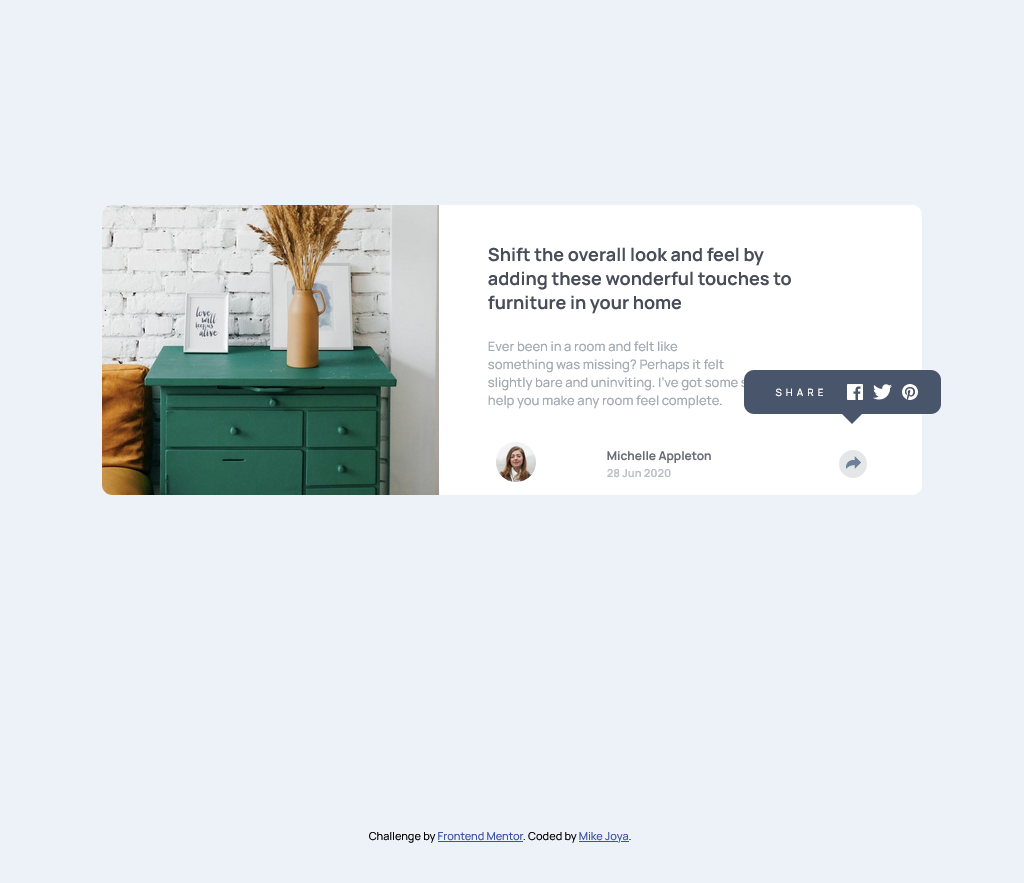 love
will
keeps
alive
Shift the overall look and feel by
adding these wonderful touches to
furniture in your home
Ever been in a room and felt like
something was missing? Perhaps it felt
slightly bare and uninviting. I've got some
help you make any room feel complete.
SHARE
Michelle Appleton
28 Jun 2020
Challenge by Frontend Mentor. Coded by Mike Joya.